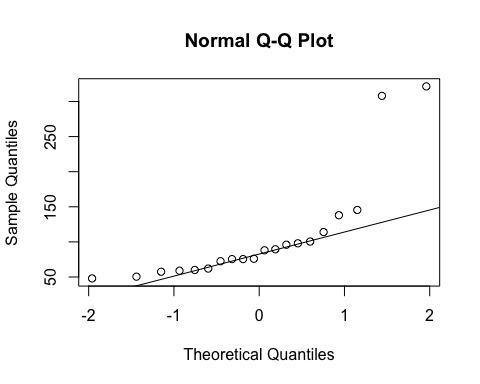 Normal Q-Q Plot
Sample Quantiles
250
150
50
-2 -1 0 1 2
Theoretical Quantiles